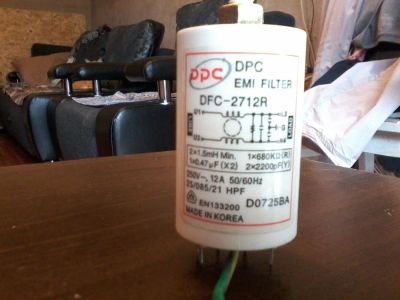 DPC DPC
EMI FILTER
DFC-2712R
LOAD
2×1.5mH Min. 1×680KΩ(R)
1×0.47µF(X2) 2×2200pF(Y)
250V~, 12A 50/60Hz
25/085/21 HPF
EN133200 D0725BA
MADE IN KOREA